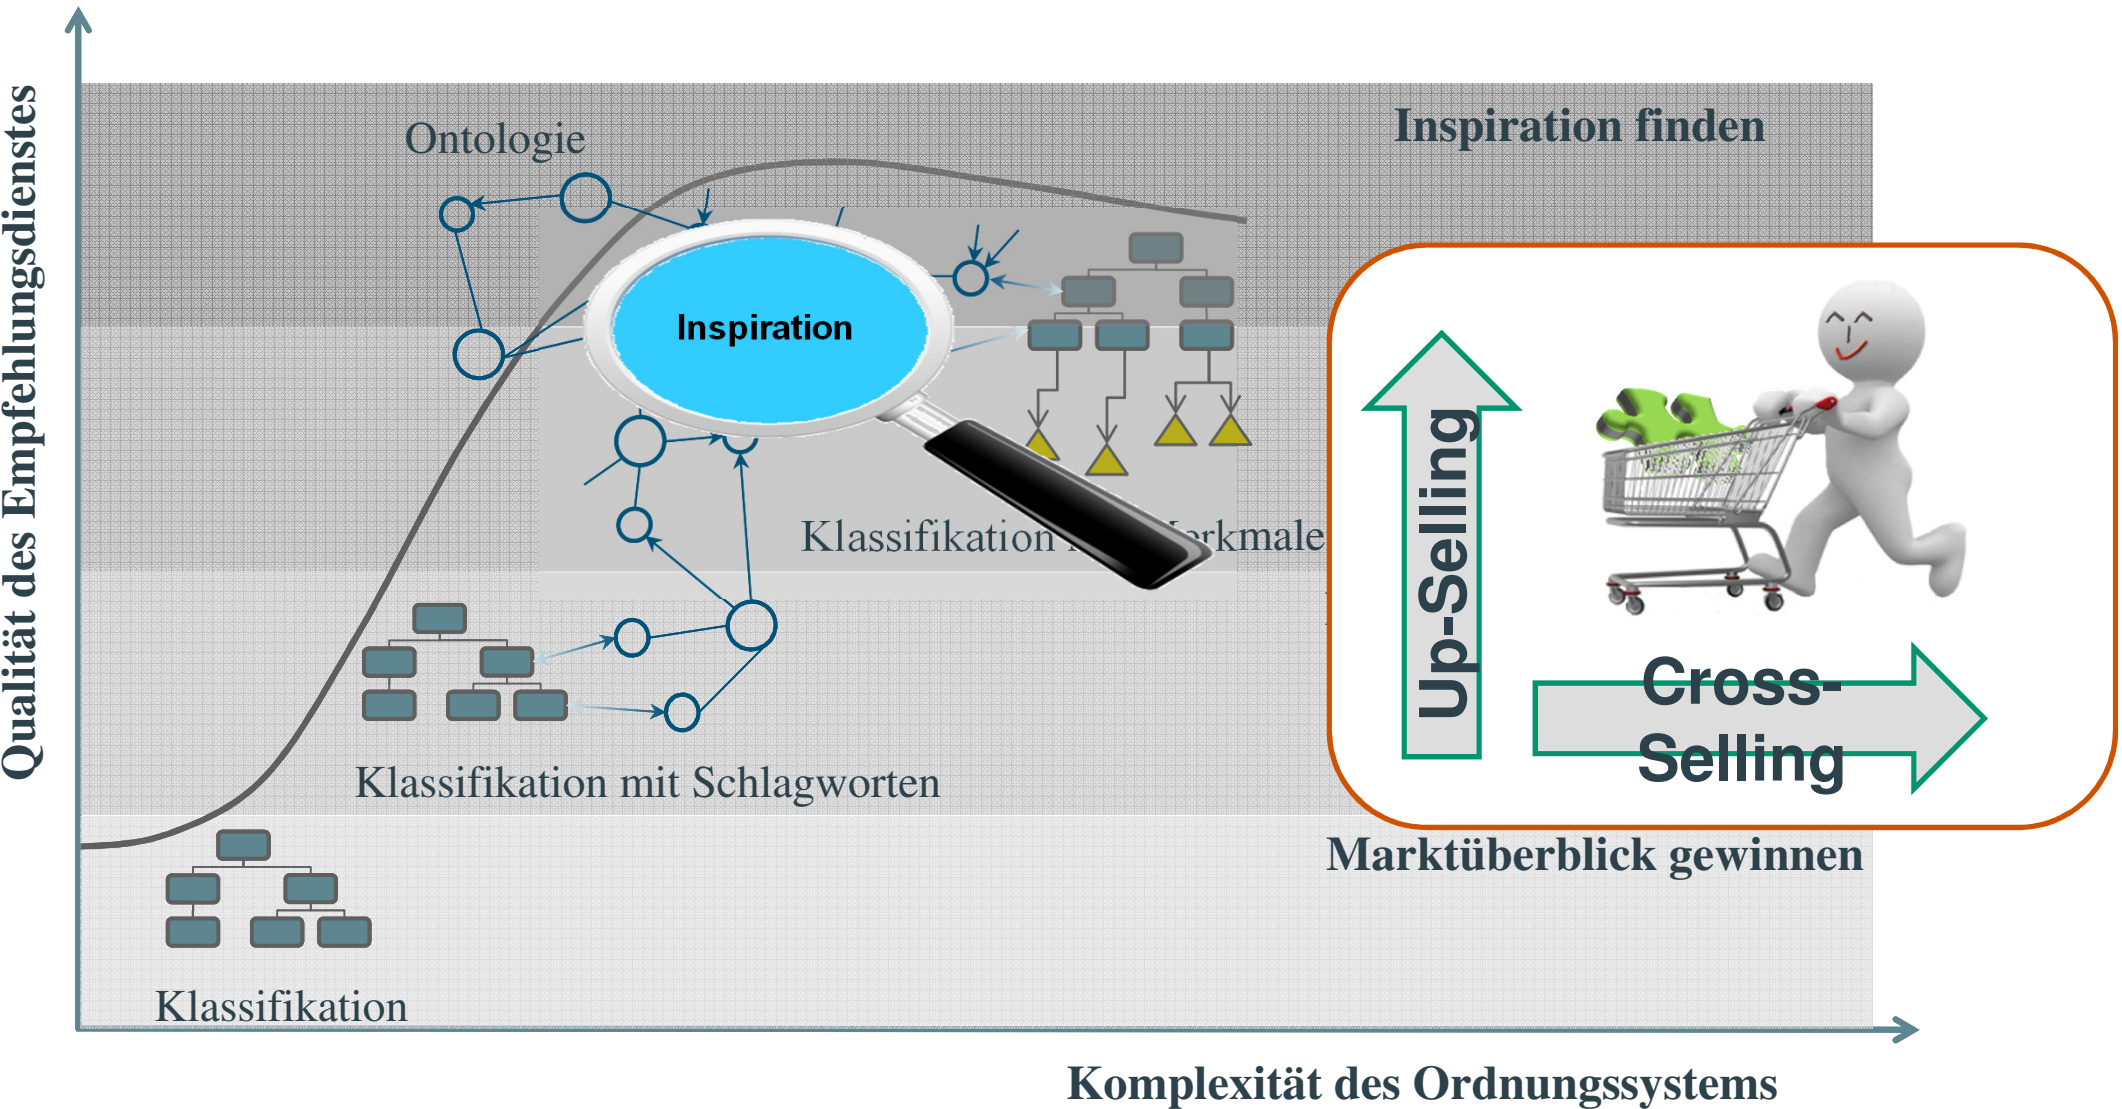 Qualität des Empfehlungsdienstes
Ontologie
Inspiration finden
Inspiration
Klassifikation
Up-Selling
Cross-
Selling
Klassifikation mit Schlagworten
Marktüberblick gewinnen
Klassifikation
Komplexität des Ordnungssystems